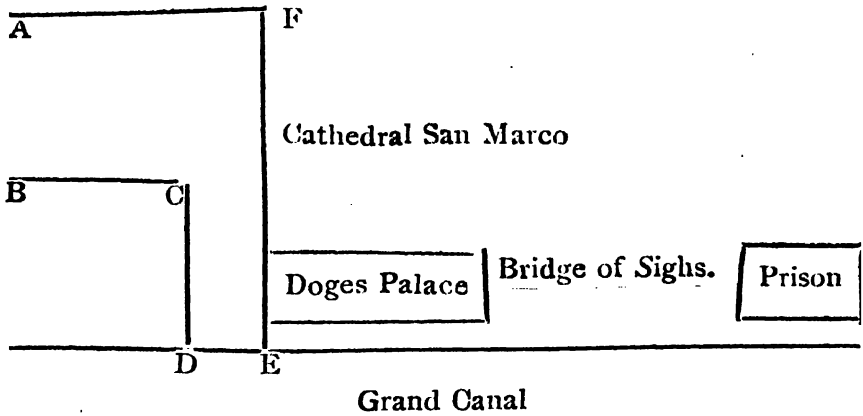 A F
Cathedral San Marco
B C
Doges Palace Bridge of Sighs. Prison
D E
Grand Canal